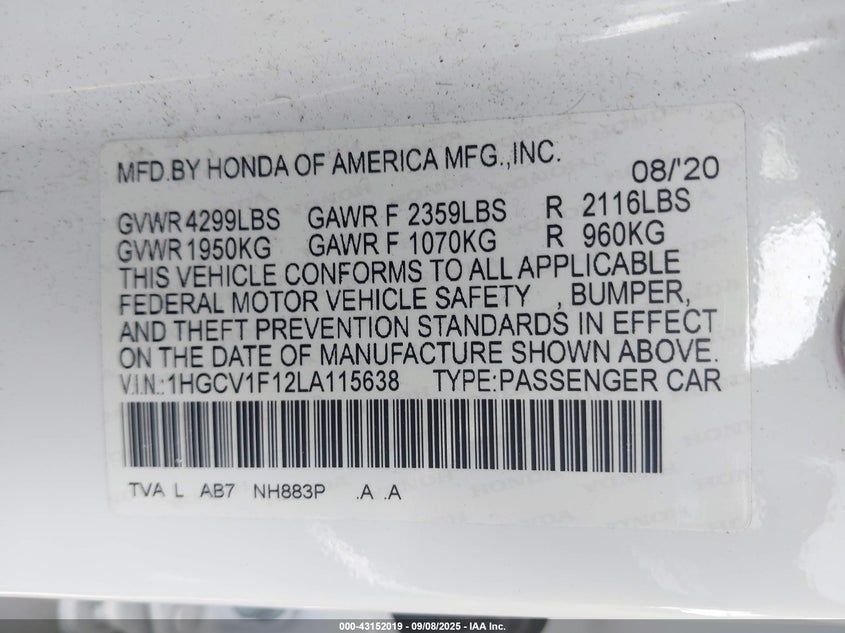 MFD.BY HONDA OF AMERICA MFG.,INC. 08/'20
GVWR 4299LBS GAWR F 2359LBS R 2116LBS
GVWR 1950KG GAWR F 1070KG R 960KG
THIS VEHICLE CONFORMS TO ALL APPLICABLE
FEDERAL MOTOR VEHICLE SAFETY , BUMPER,
AND THEFT PREVENTION STANDARDS IN EFFECT
ON THE DATE OF MANUFACTURE SHOWN ABOVE.
V.I.N.:1HGCV1F12LA115638 TYPE:PASSENGER CAR
TVA L AB7 NH883P .A .A
000-43152019 - 09/08/2025 - IAA Inc.